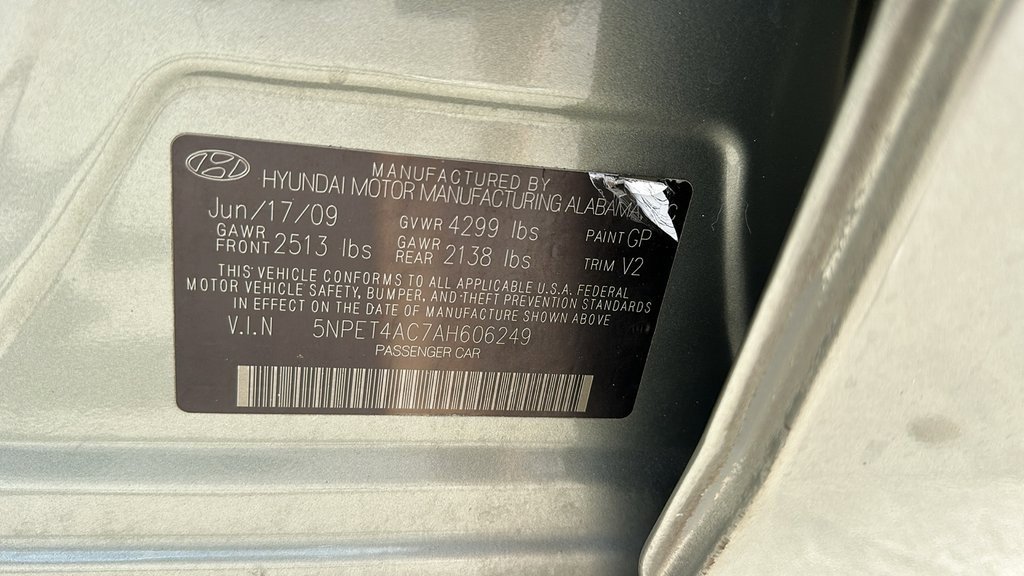 MANUFACTURED BY
HYUNDAI MOTOR MANUFACTURING ALABAMA
Jun/17/09 GVWR 4299 lbs PAINT GP
GAWR FRONT 2513 lbs GAWR REAR 2138 lbs TRIM V2
THIS VEHICLE CONFORMS TO ALL APPLICABLE U.S.A. FEDERAL
MOTOR VEHICLE SAFETY, BUMPER, AND THEFT PREVENTION STANDARDS
IN EFFECT ON THE DATE OF MANUFACTURE SHOWN ABOVE
V.I.N 5NPET4AC7AH606249
PASSENGER CAR